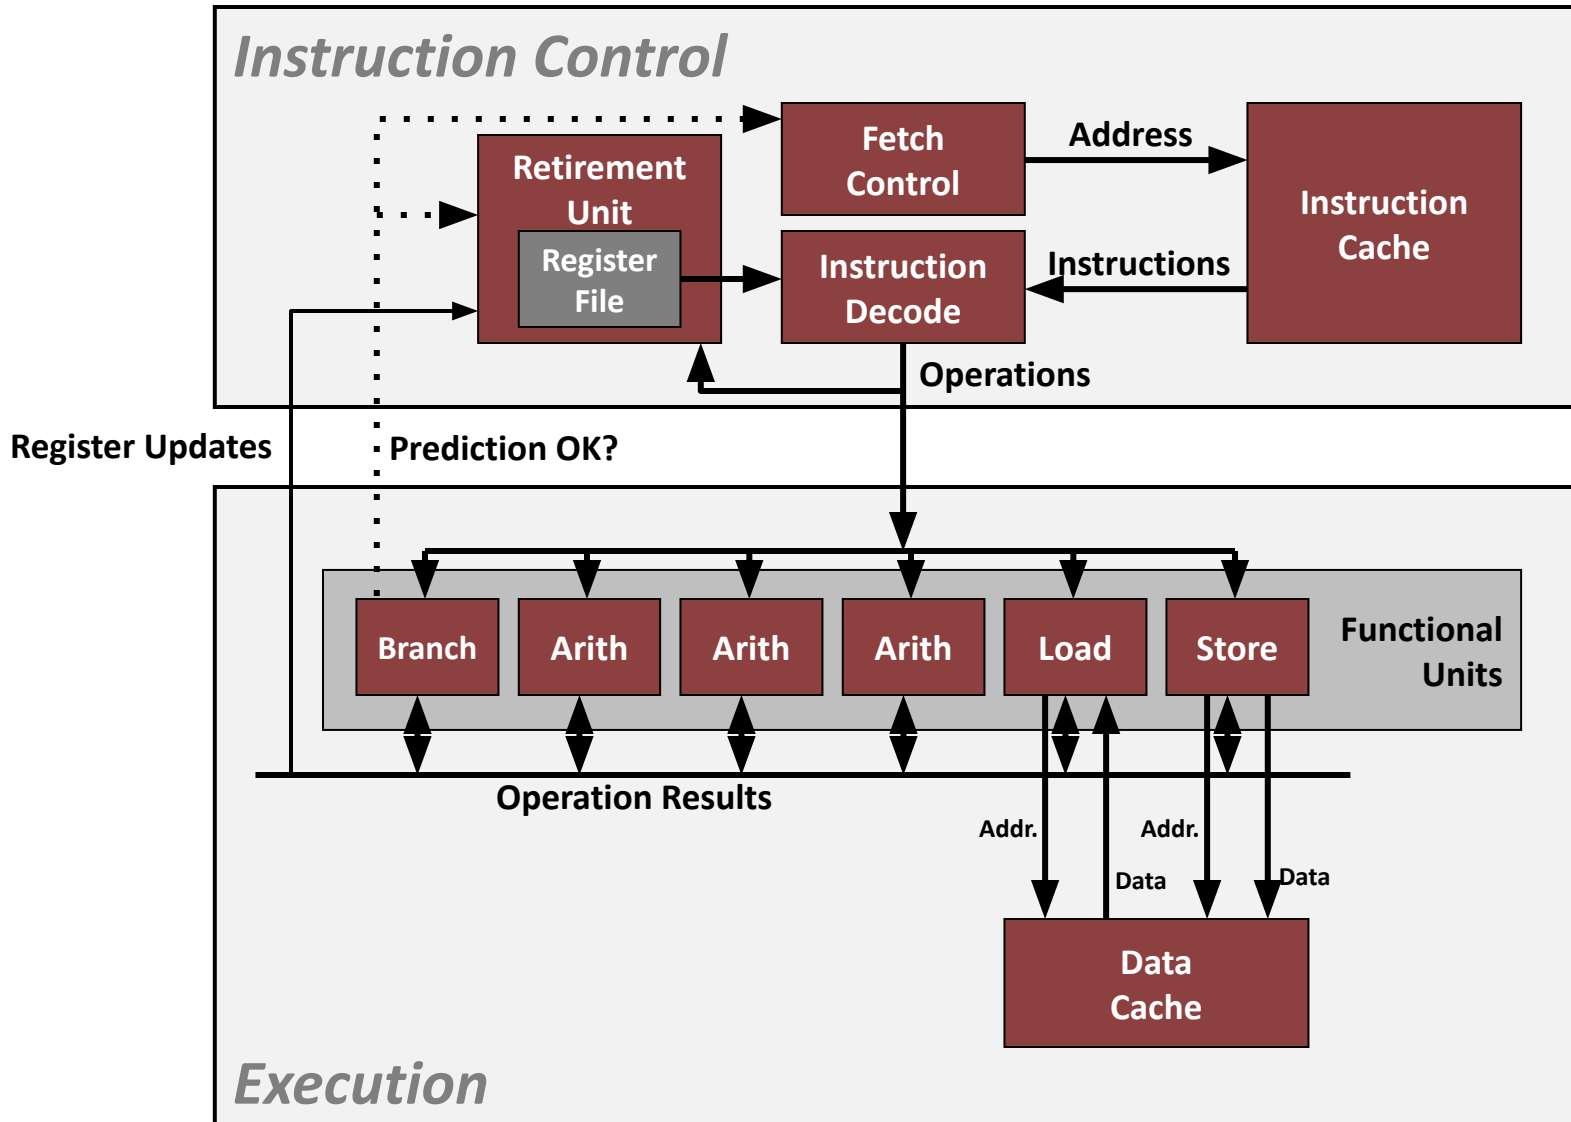 Instruction Control
Fetch
Control
Address
Instruction
Cache
Retirement
Unit
Register
File
Instruction
Decode
Instructions
Operations
Register Updates
Prediction OK?
Branch
Arith
Arith
Arith
Load
Store
Functional
Units
Operation Results
Addr.
Addr.
Data
Data
Data
Cache
Execution